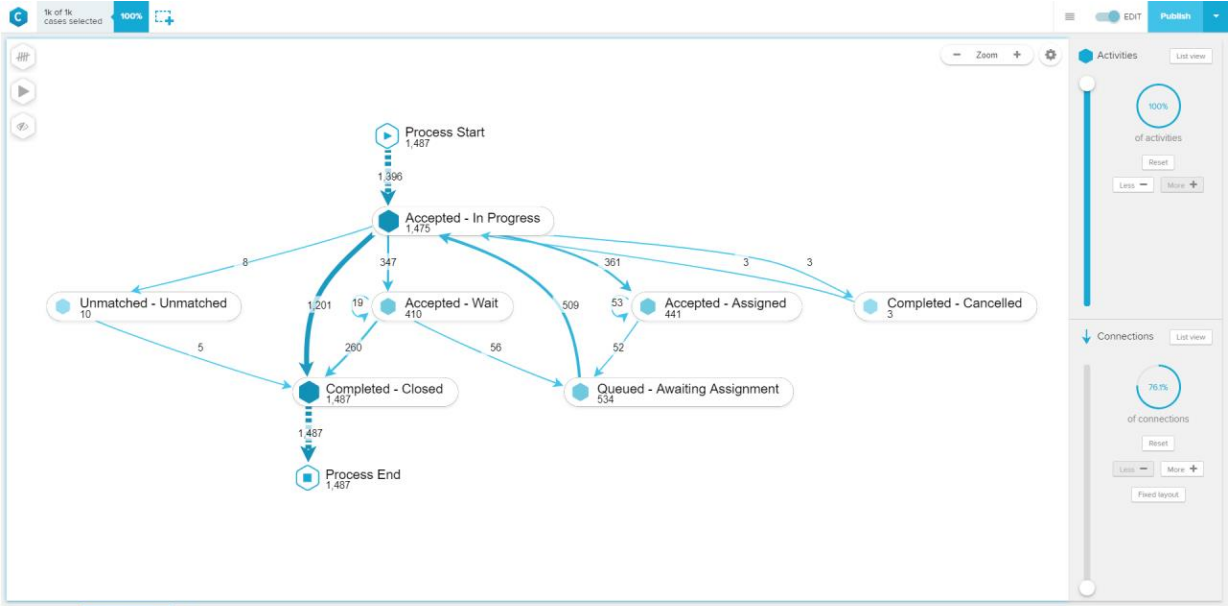 C
1k of 1k
cases selected
100%
EDIT
Publish
Zoom
Process Start
1,487
1,396
Accepted - In Progress
1,475
8
347
361
3
3
Unmatched - Unmatched
10
1,201
19
Accepted - Wait
410
509
53
Accepted - Assigned
441
Completed - Cancelled
3
5
260
56
52
Completed - Closed
1,487
Queued - Awaiting Assignment
534
1,487
Process End
1,487
Activities
List view
100%
of activities
Reset
Less −
More +
Connections
List view
76.1%
of connections
Reset
Less −
More +
Fixed layout